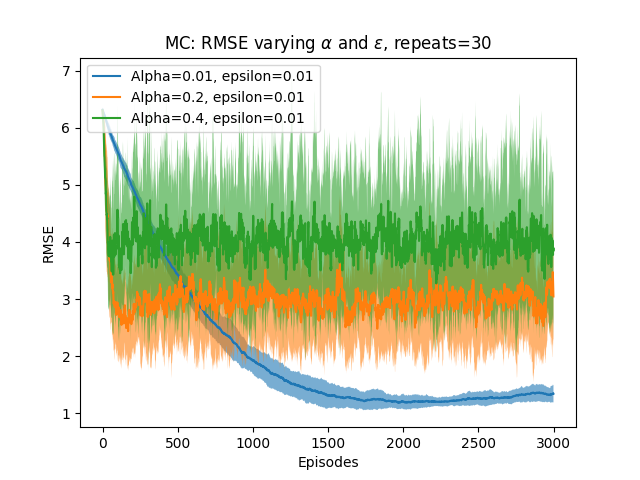 MC: RMSE varying α and ε, repeats=30
Alpha=0.01, epsilon=0.01
Alpha=0.2, epsilon=0.01
Alpha=0.4, epsilon=0.01
RMSE
7
6
5
4
3
2
1
0 500 1000 1500 2000 2500 3000
Episodes